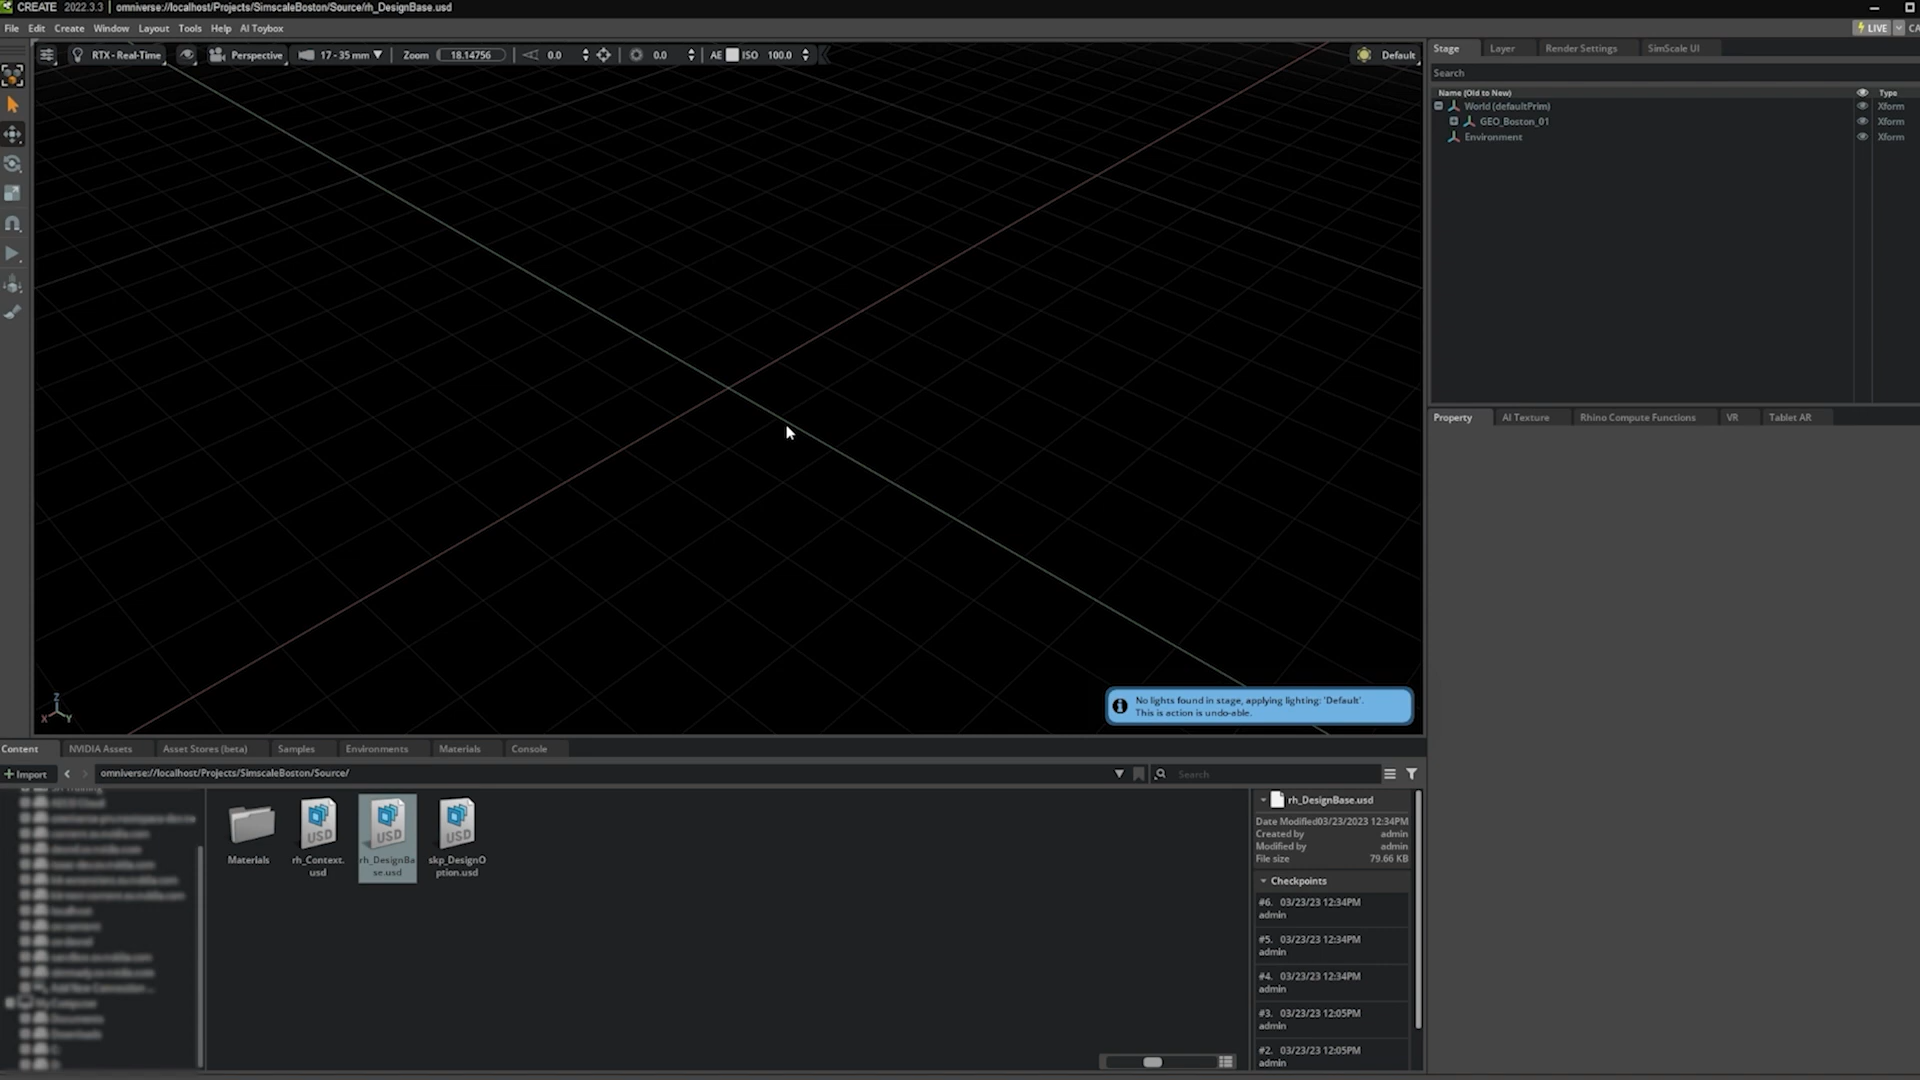 CREATE 2022.3.3 | omniverse://localhost/Projects/SimscaleBoston/Source/rh_DesignBase.usd
File Edit Create Window Layout Tools Help AI Toybox
LIVE CA
RTX - Real-Time Perspective 17 - 35 mm Zoom 18.14756 0.0 0.0 AE ISO 100.0 Default
Stage Layer Render Settings SimScale UI
Search
Name (Old to New) Type
World (defaultPrim) Xform
GEO_Boston_01 Xform
Environment Xform
Property AI Texture Rhino Compute Functions VR Tablet AR
Z
X Y
No lights found in stage, applying lighting: 'Default'.
This is action is undo-able.
Content NVIDIA Assets Asset Stores (beta) Samples Environments Materials Console
+ Import omniverse://localhost/Projects/SimscaleBoston/Source/ Search
Materials
rh_Context.
usd
rh_DesignBa
se.usd
skp_DesignO
ption.usd
USD
USD
USD
rh_DesignBase.usd
Date Modified03/23/2023 12:34PM
Created by admin
Modified by admin
File size 79.66 KB
Checkpoints
#6. 03/23/23 12:34PM
admin
#5. 03/23/23 12:34PM
admin
#4. 03/23/23 12:34PM
admin
#3. 03/23/23 12:05PM
admin
#2. 03/23/23 12:05PM
admin